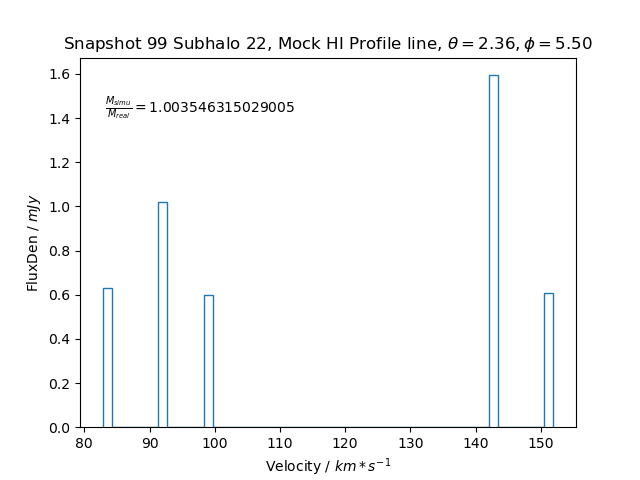 Snapshot 99 Subhalo 22, Mock HI Profile line, θ = 2.36, ϕ = 5.50
M_simu/M_real = 1.003546315029005
1.6
1.4
1.2
1.0
0.8
0.6
0.4
0.2
0.0
FluxDen / mJy
80 90 100 110 120 130 140 150
Velocity / km * s⁻¹